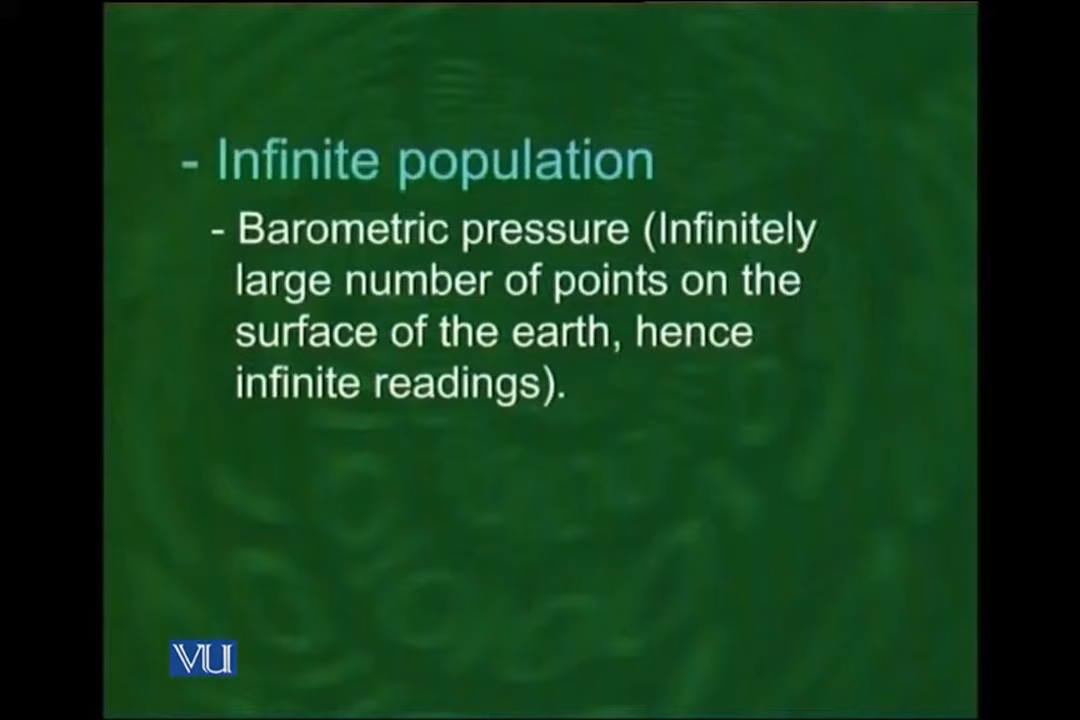 - Infinite population
- Barometric pressure (Infinitely
large number of points on the
surface of the earth, hence
infinite readings).
VU